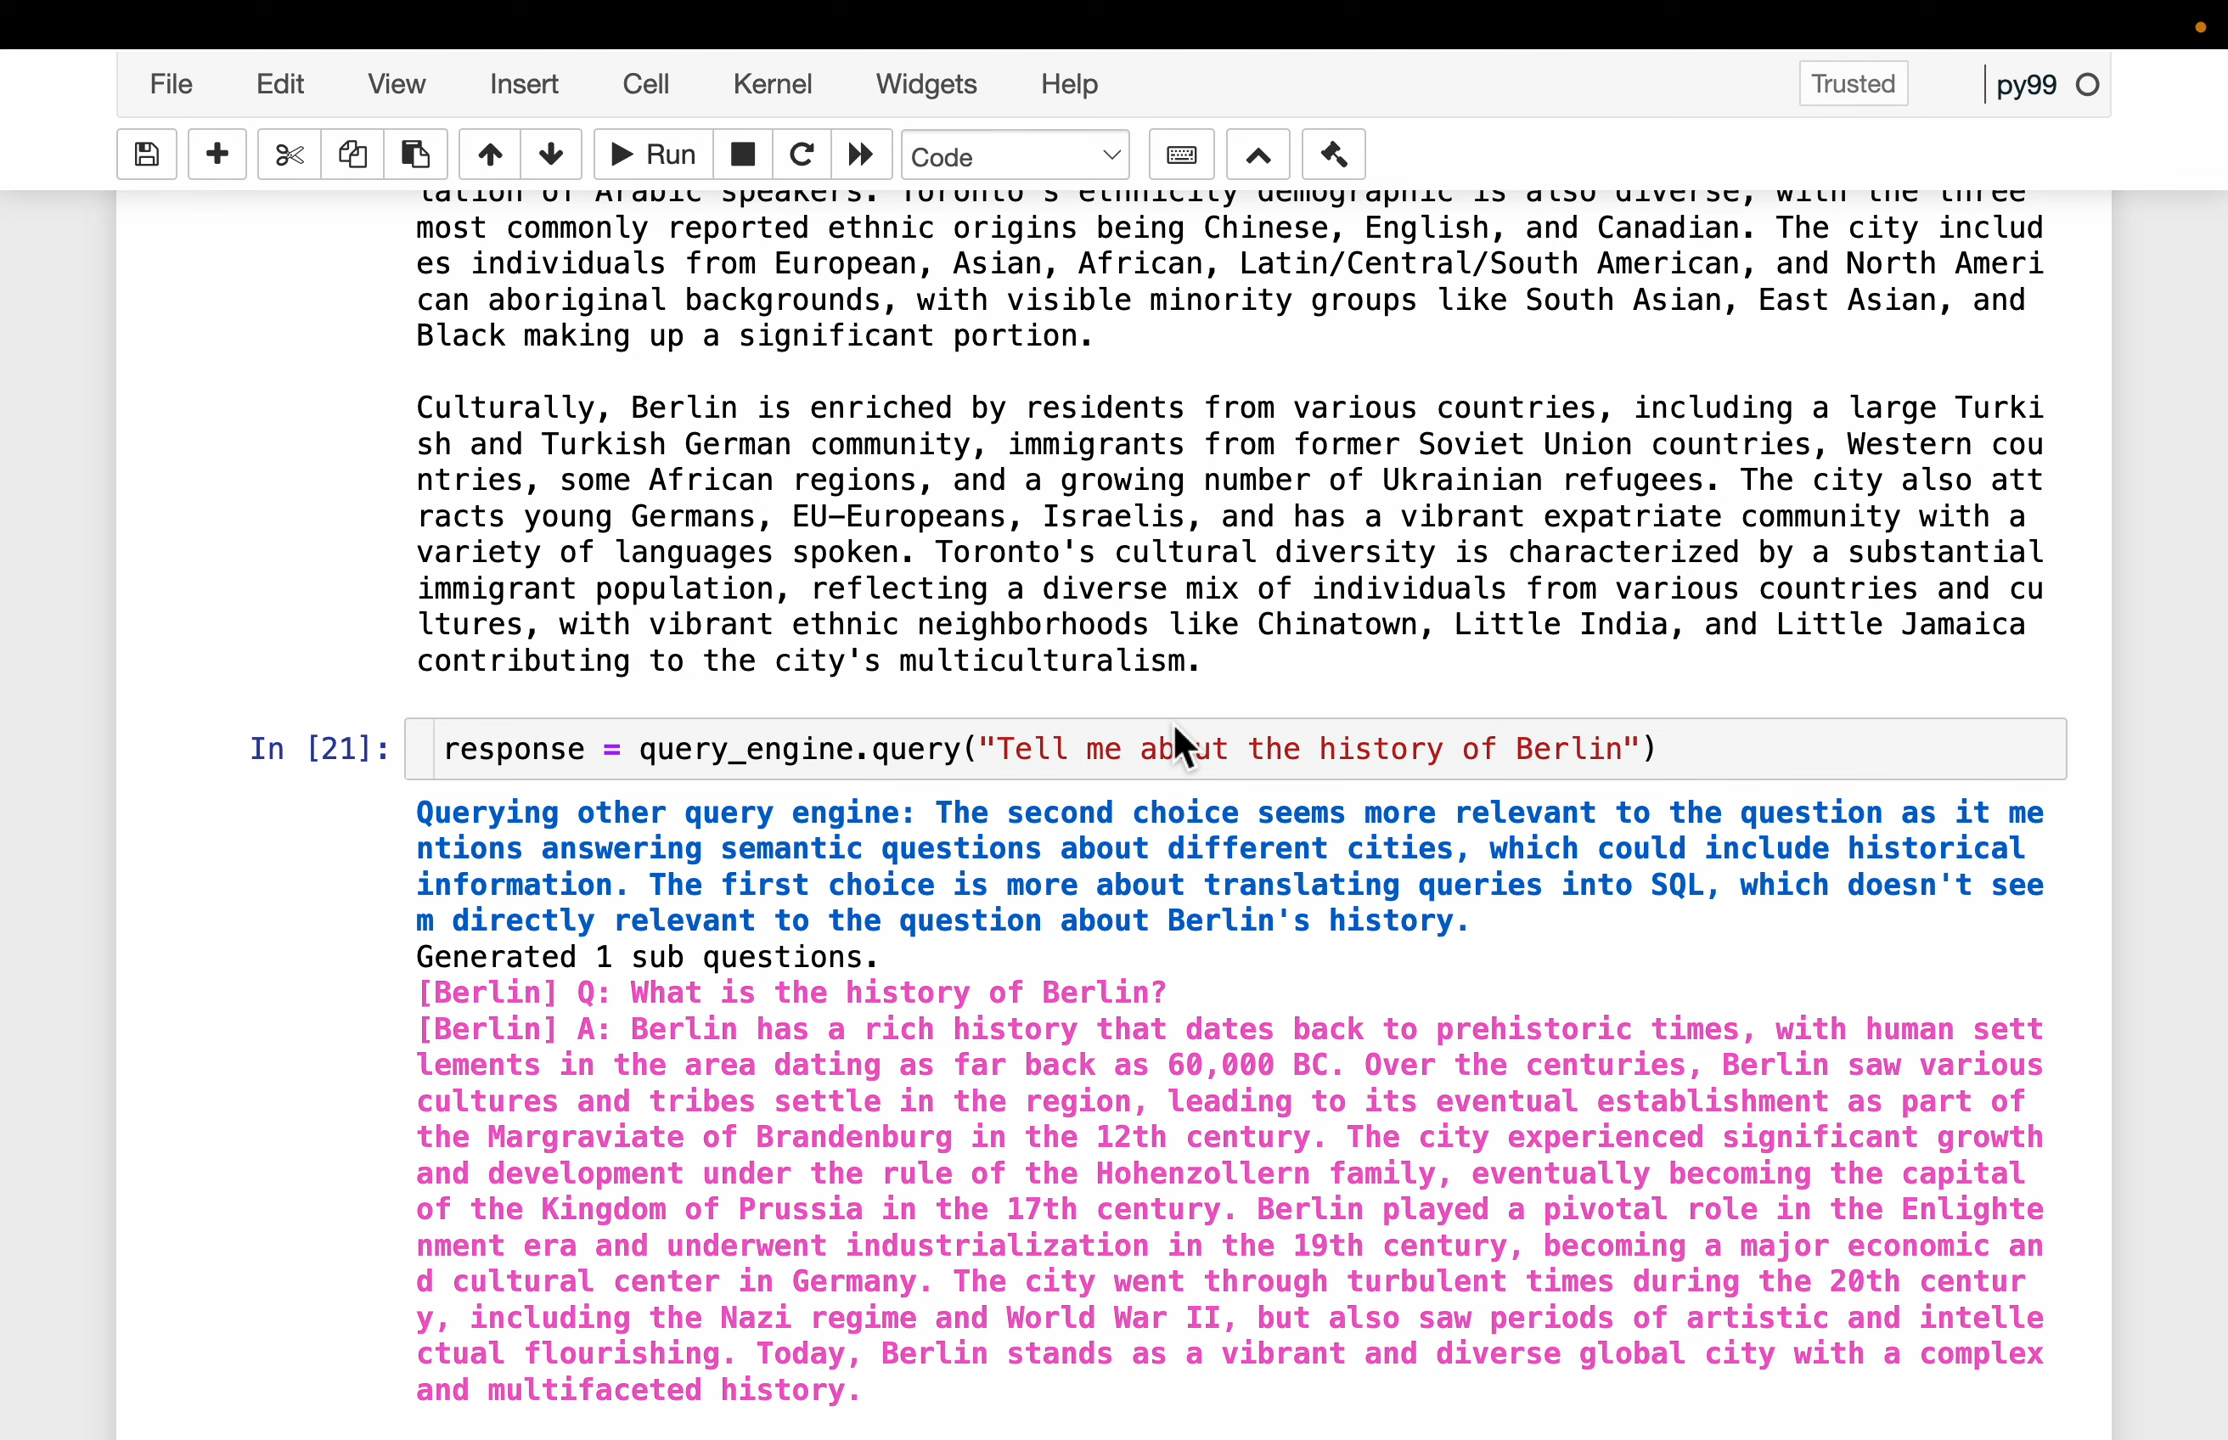 File Edit View Insert Cell Kernel Widgets Help Trusted py99
Run Code
lation of Arabic speakers. Toronto's ethnicity demographic is also diverse, with the three
most commonly reported ethnic origins being Chinese, English, and Canadian. The city includ
es individuals from European, Asian, African, Latin/Central/South American, and North Ameri
can aboriginal backgrounds, with visible minority groups like South Asian, East Asian, and
Black making up a significant portion.
Culturally, Berlin is enriched by residents from various countries, including a large Turki
sh and Turkish German community, immigrants from former Soviet Union countries, Western cou
ntries, some African regions, and a growing number of Ukrainian refugees. The city also att
racts young Germans, EU-Europeans, Israelis, and has a vibrant expatriate community with a
variety of languages spoken. Toronto's cultural diversity is characterized by a substantial
immigrant population, reflecting a diverse mix of individuals from various countries and cu
ltures, with vibrant ethnic neighborhoods like Chinatown, Little India, and Little Jamaica
contributing to the city's multiculturalism.
In [21]: response = query_engine.query("Tell me about the history of Berlin")
Querying other query engine: The second choice seems more relevant to the question as it me
ntions answering semantic questions about different cities, which could include historical
information. The first choice is more about translating queries into SQL, which doesn't see
m directly relevant to the question about Berlin's history.
Generated 1 sub questions.
[Berlin] Q: What is the history of Berlin?
[Berlin] A: Berlin has a rich history that dates back to prehistoric times, with human sett
lements in the area dating as far back as 60,000 BC. Over the centuries, Berlin saw various
cultures and tribes settle in the region, leading to its eventual establishment as part of
the Margraviate of Brandenburg in the 12th century. The city experienced significant growth
and development under the rule of the Hohenzollern family, eventually becoming the capital
of the Kingdom of Prussia in the 17th century. Berlin played a pivotal role in the Enlighte
nment era and underwent industrialization in the 19th century, becoming a major economic an
d cultural center in Germany. The city went through turbulent times during the 20th centur
y, including the Nazi regime and World War II, but also saw periods of artistic and intelle
ctual flourishing. Today, Berlin stands as a vibrant and diverse global city with a complex
and multifaceted history.